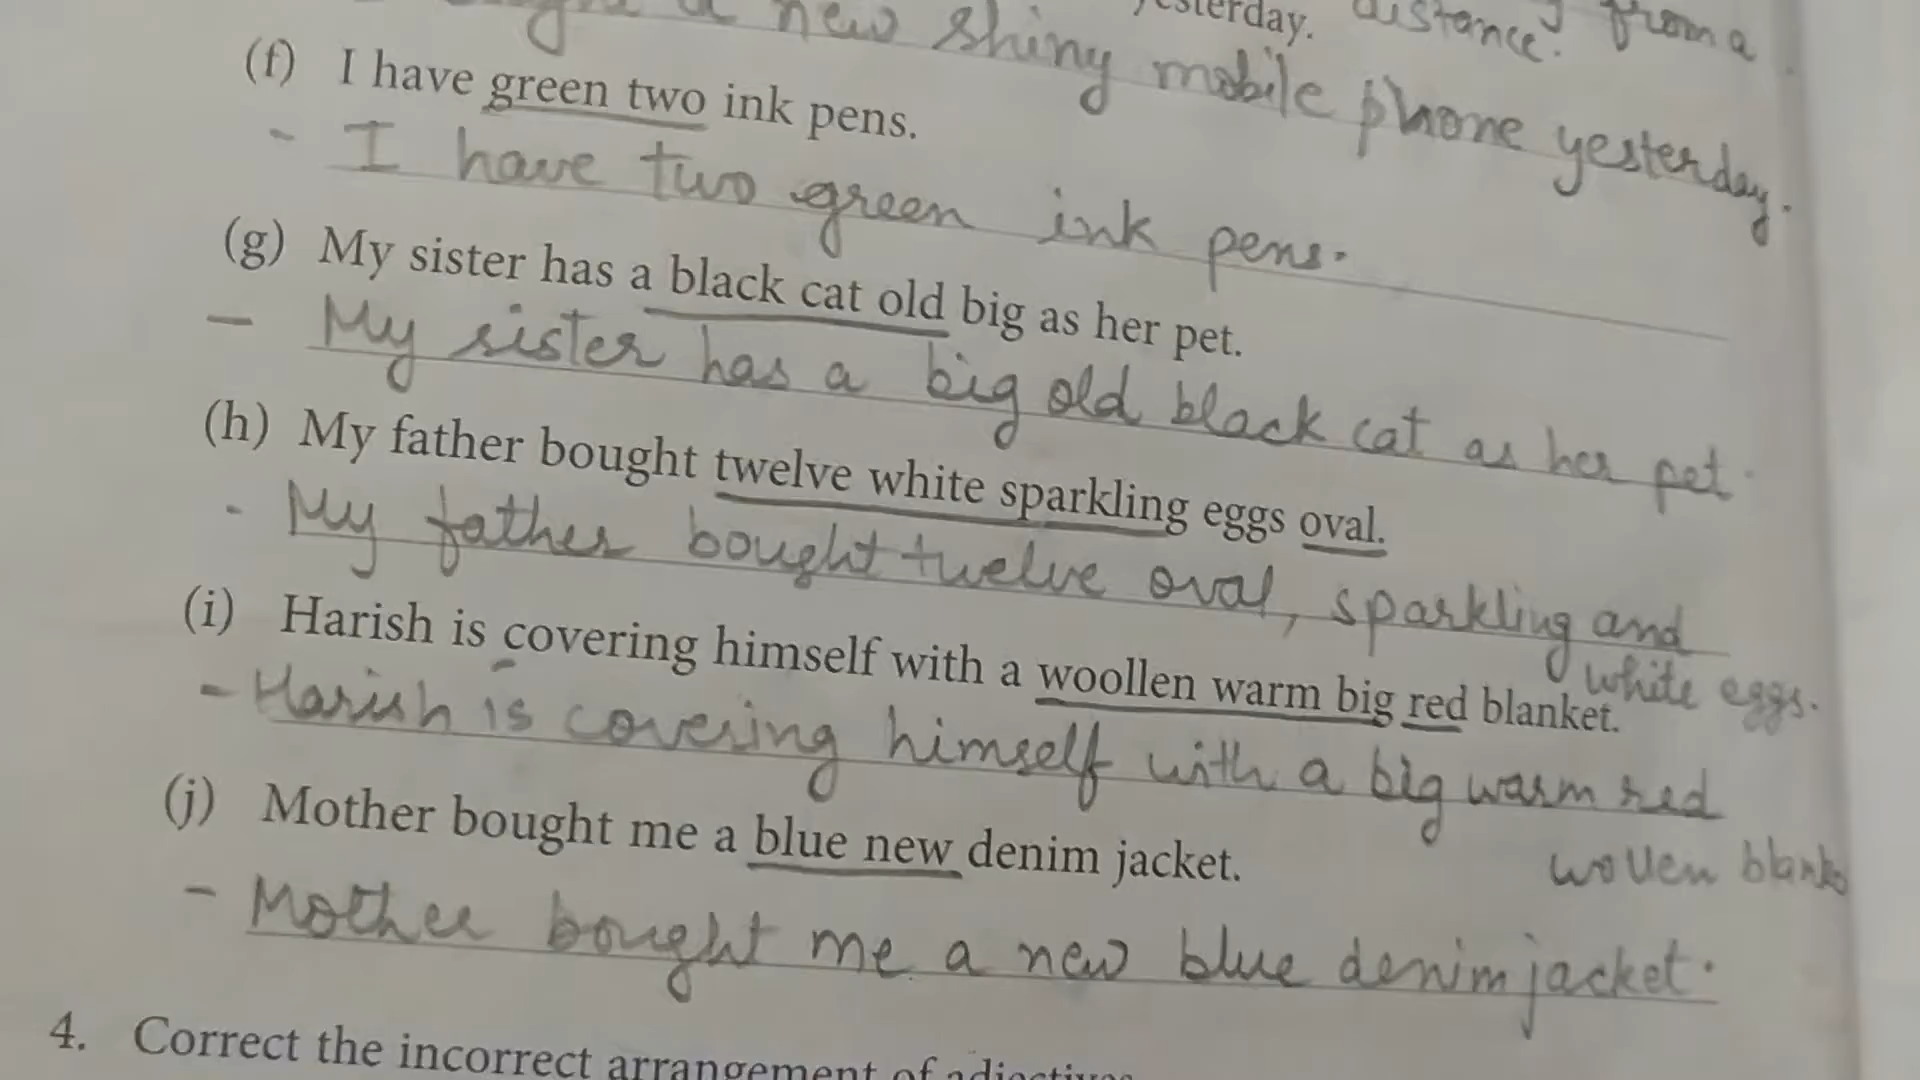 yesterday. distance. from a
a new shiny mobile phone yesterday.
(f) I have green two ink pens.
- I have two green ink pens.
(g) My sister has a black cat old big as her pet.
- My sister has a big old black cat as her pet.
(h) My father bought twelve white sparkling eggs oval.
- My father bought twelve oval, sparkling and
white eggs.
(i) Harish is covering himself with a woollen warm big red blanket.
- Harish is covering himself with a big warm red
wollen
(j) Mother bought me a blue new denim jacket.
- Mother bought me a new blue denim jacket.
4. Correct the incorrect arrangement of adjectives